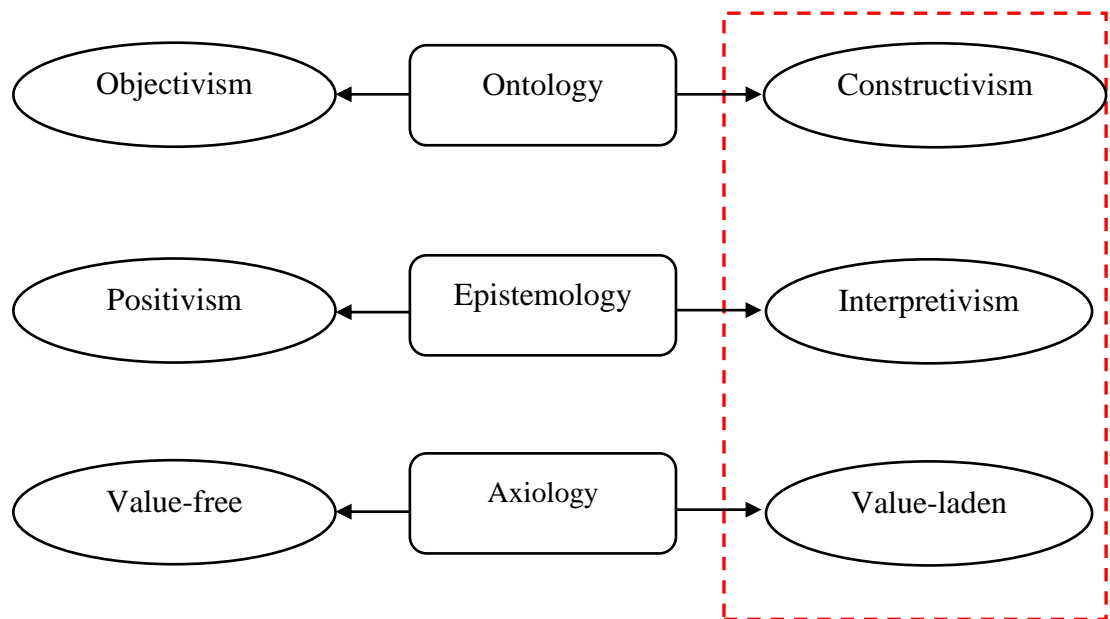 Objectivism
Ontology
Constructivism
Positivism
Epistemology
Interpretivism
Value-free
Axiology
Value-laden